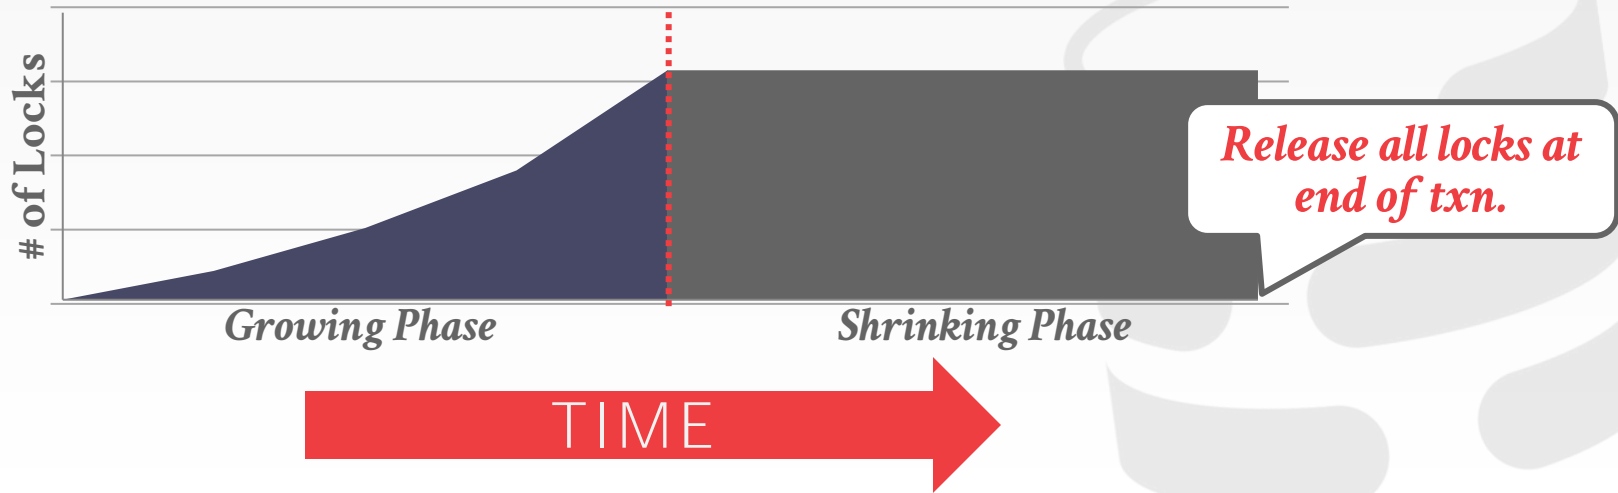 # of Locks
Release all locks at
end of txn.
Growing Phase
Shrinking Phase
TIME